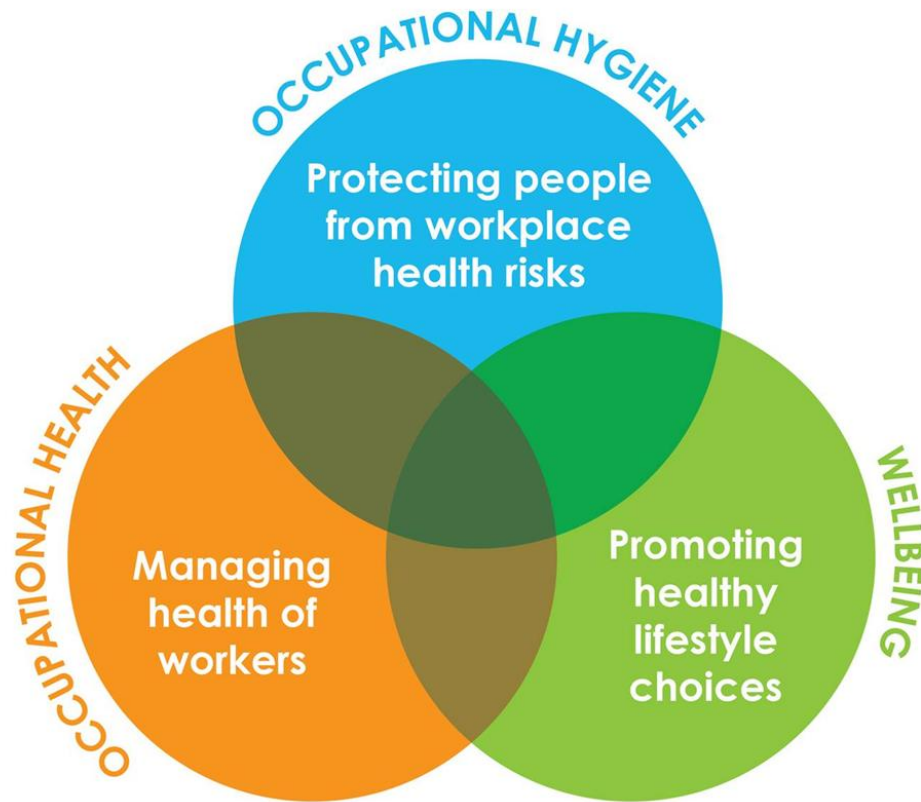 OCCUPATIONAL HYGIENE
Protecting people
from workplace
health risks
OCCUPATIONAL HEALTH
Managing
health of
workers
WELLBEING
Promoting
healthy
lifestyle
choices